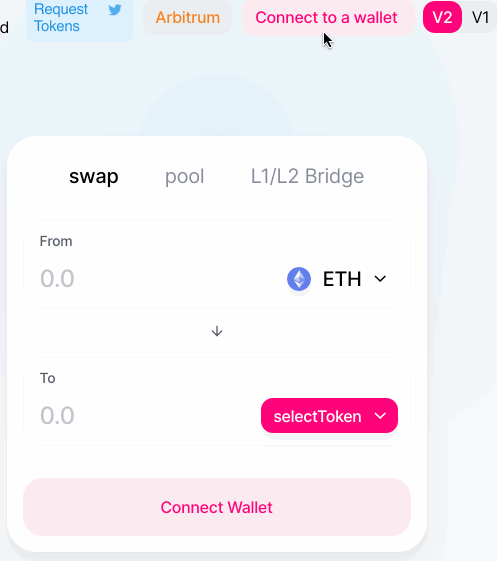 d
Request
Tokens
Arbitrum
Connect to a wallet
V2
V1
swap
pool
L1/L2 Bridge
From
0.0
ETH
To
0.0
selectToken
Connect Wallet